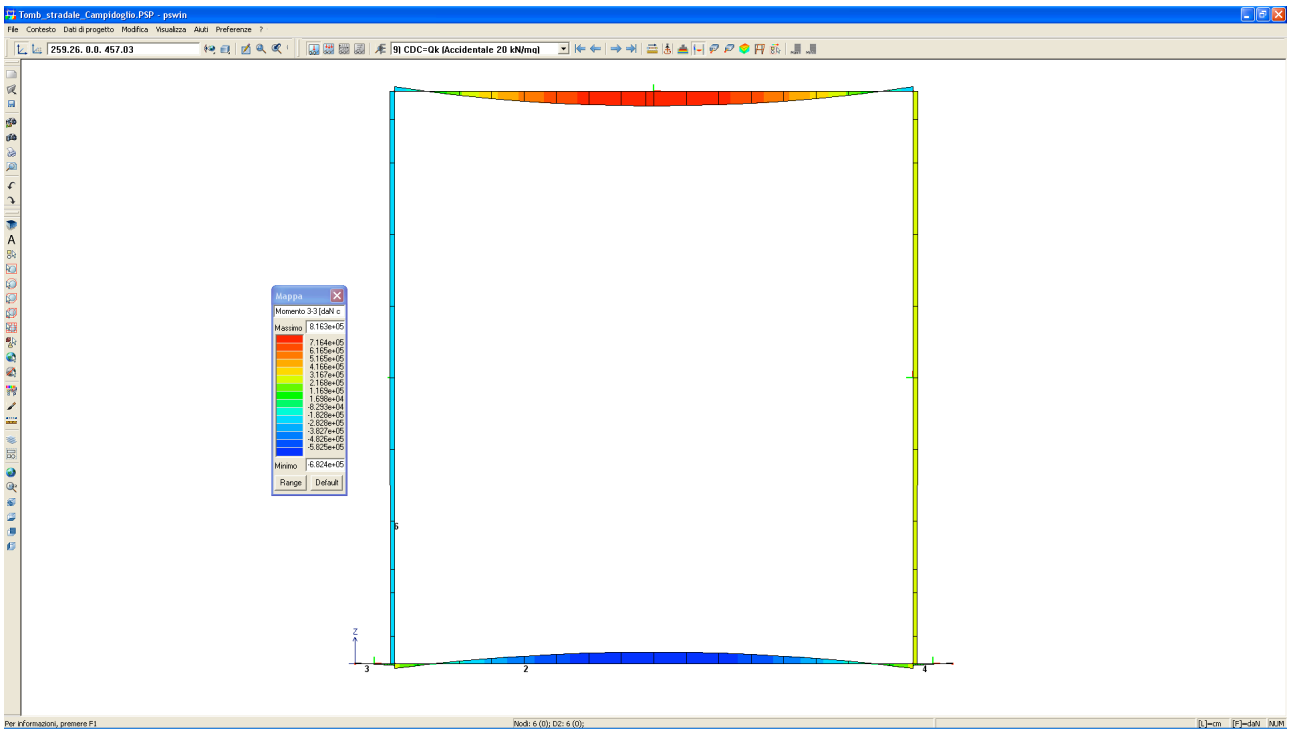 Tomb_stradale_Campidoglio.PSP - pswin
File Contesto Dati di progetto Modifica Visualizza Aiuti Preferenze ?
259.26. 0.0. 457.03
9) CDC=Qk (Accidentale 20 kN/mq)
A
Mappa
Momento 3-3 [daN c
Massimo 8.163e+05
7.164e+05
6.165e+05
5.165e+05
4.166e+05
3.167e+05
2.168e+05
1.169e+05
1.698e+04
-8.293e+04
-1.828e+05
-2.828e+05
-3.827e+05
-4.826e+05
-5.825e+05
Minimo -6.824e+05
Range Default
6
Z
3 2 4
Per informazioni, premere F1
Nodi: 6 (0); D2: 6 (0);
[L]=cm [F]=daN NUM